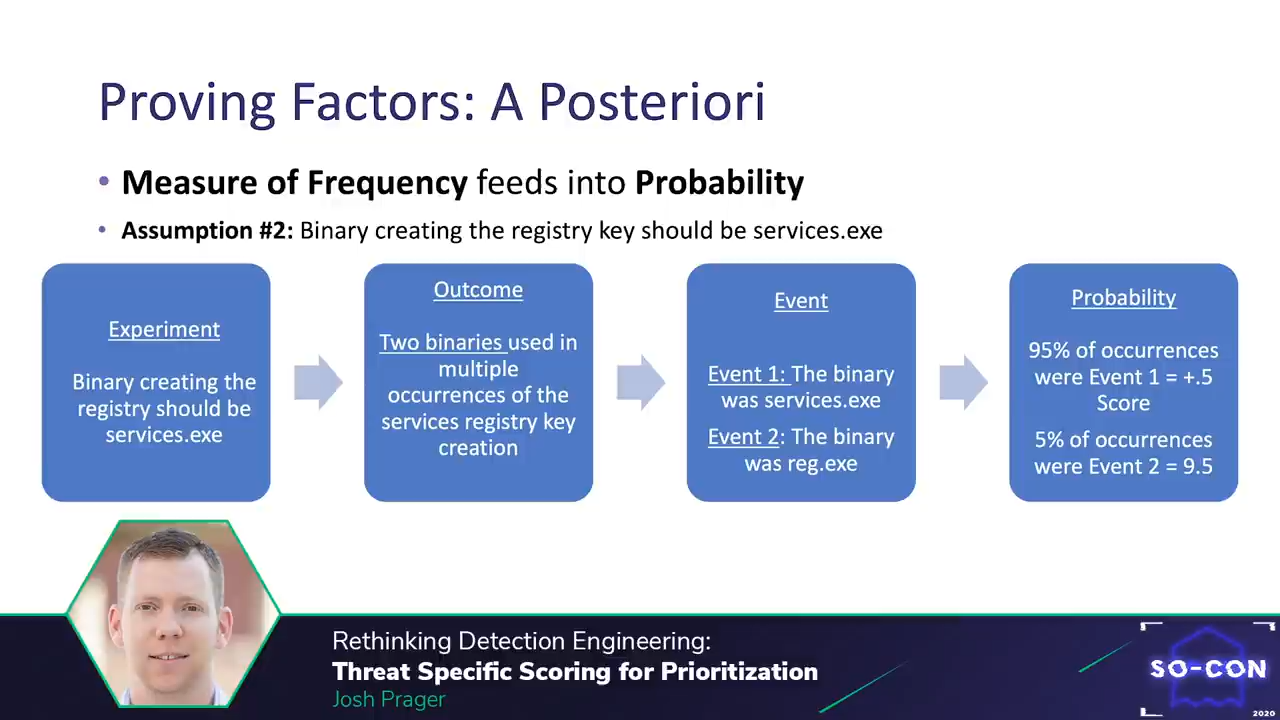 Proving Factors: A Posteriori
• Measure of Frequency feeds into Probability
• Assumption #2: Binary creating the registry key should be services.exe
Experiment
Binary creating the
registry should be
services.exe
Outcome
Two binaries used in
multiple
occurrences of the
services registry key
creation
Event
Event 1: The binary
was services.exe
Event 2: The binary
was reg.exe
Probability
95% of occurrences
were Event 1 = +.5
Score
5% of occurrences
were Event 2 = 9.5
Rethinking Detection Engineering:
Threat Specific Scoring for Prioritization
Josh Prager
SO-CON
2020